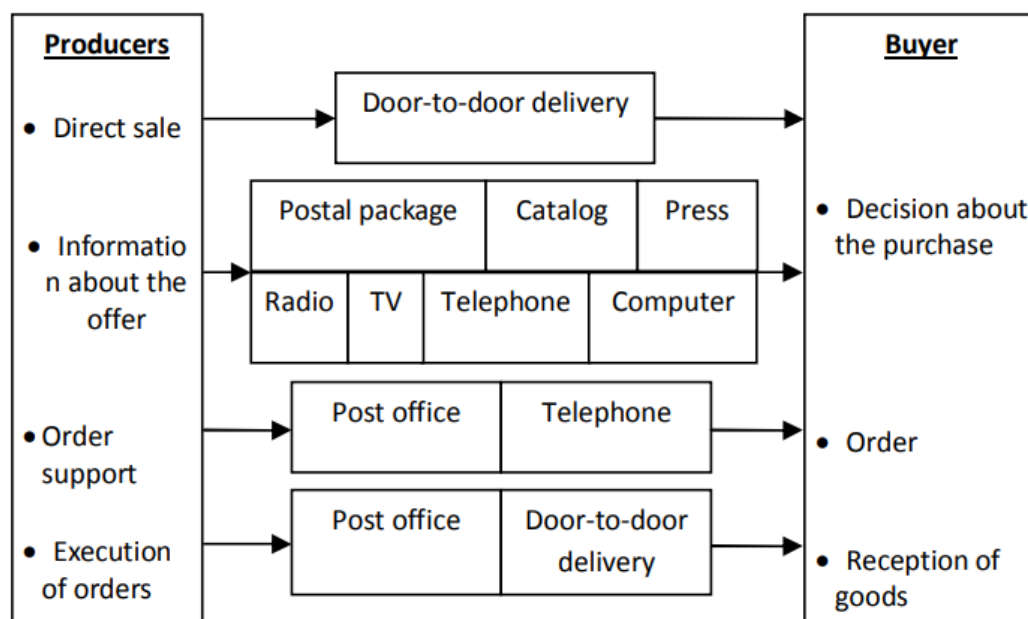 Producers
• Direct sale
• Informatio
n about the
offer
•Order
support
• Execution
of orders
Door-to-door delivery
Postal package
Catalog
Press
Radio
TV
Telephone
Computer
Post office
Telephone
Post office
Door-to-door
delivery
Buyer
• Decision about
the purchase
• Order
• Reception of
goods